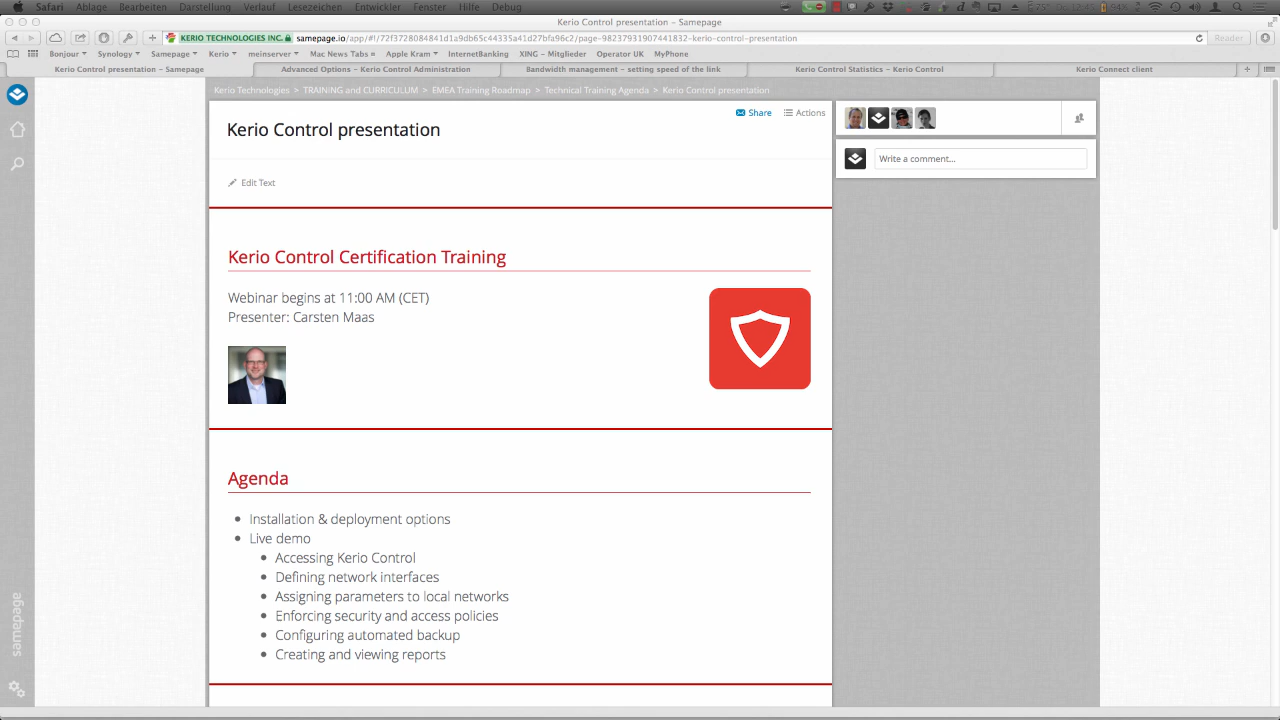 Safari Ablage Bearbeiten Darstellung Verlauf Lesezeichen Entwickler Fenster Hilfe Debug
Kerio Control presentation – Samepage
KERIO TECHNOLOGIES INC. samepage.io/app/#!/72f3728084841d1a9db65c44335a41d27bfa96c2/page-98237931907441832-kerio-control-presentation Reader
Bonjour Synology Samepage Kerio meinserver Mac News Tabs = Apple Kram InternetBanking XING – Mitglieder Operator UK MyPhone
Kerio Control presentation – Samepage Advanced Options – Kerio Control Administration Bandwidth management – setting speed of the link Kerio Control Statistics – Kerio Control Kerio Connect client
Kerio Technologies > TRAINING and CURRICULUM > EMEA Training Roadmap > Technical Training Agenda > Kerio Control presentation
Share Actions
Kerio Control presentation
Write a comment...
Edit Text
Kerio Control Certification Training
Webinar begins at 11:00 AM (CET)
Presenter: Carsten Maas
Agenda
Installation & deployment options
Live demo
Accessing Kerio Control
Defining network interfaces
Assigning parameters to local networks
Enforcing security and access policies
Configuring automated backup
Creating and viewing reports
samepage